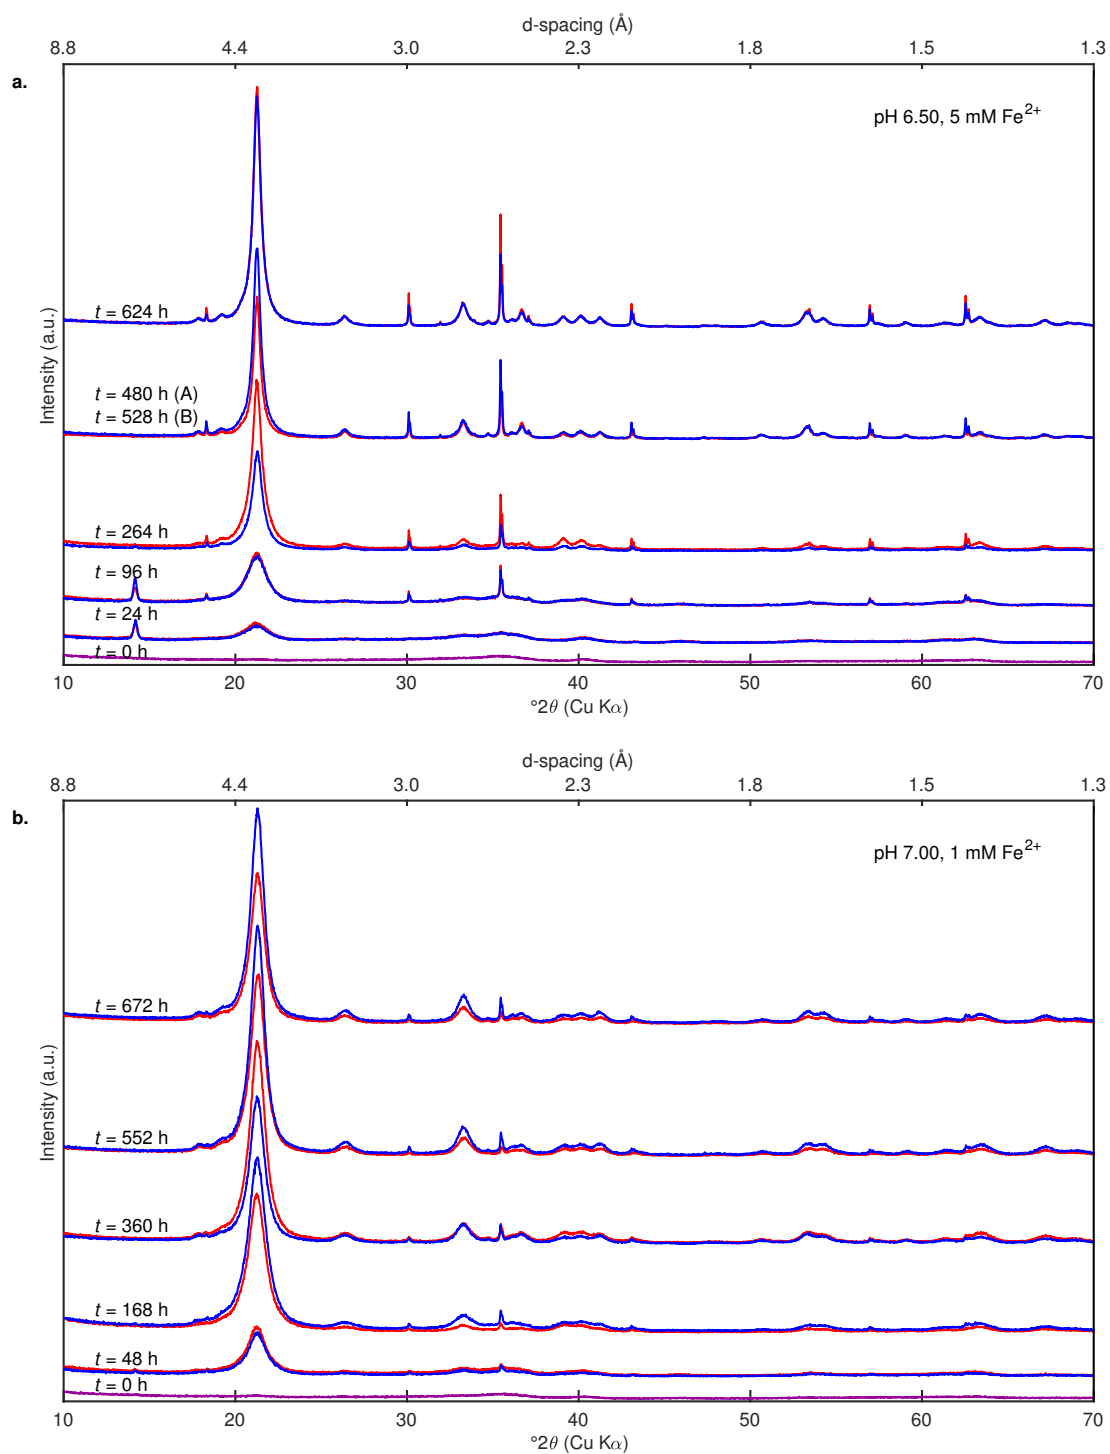 d-spacing (Å)
8.8 4.4 3.0 2.3 1.8 1.5 1.3
a.
pH 6.50, 5 mM Fe²⁺
Intensity (a.u.)
t = 624 h
t = 480 h (A)
t = 528 h (B)
t = 264 h
t = 96 h
t = 24 h
t = 0 h
10 20 30 40 50 60 70
°2θ (Cu Kα)
d-spacing (Å)
8.8 4.4 3.0 2.3 1.8 1.5 1.3
b.
pH 7.00, 1 mM Fe²⁺
Intensity (a.u.)
t = 672 h
t = 552 h
t = 360 h
t = 168 h
t = 48 h
t = 0 h
10 20 30 40 50 60 70
°2θ (Cu Kα)